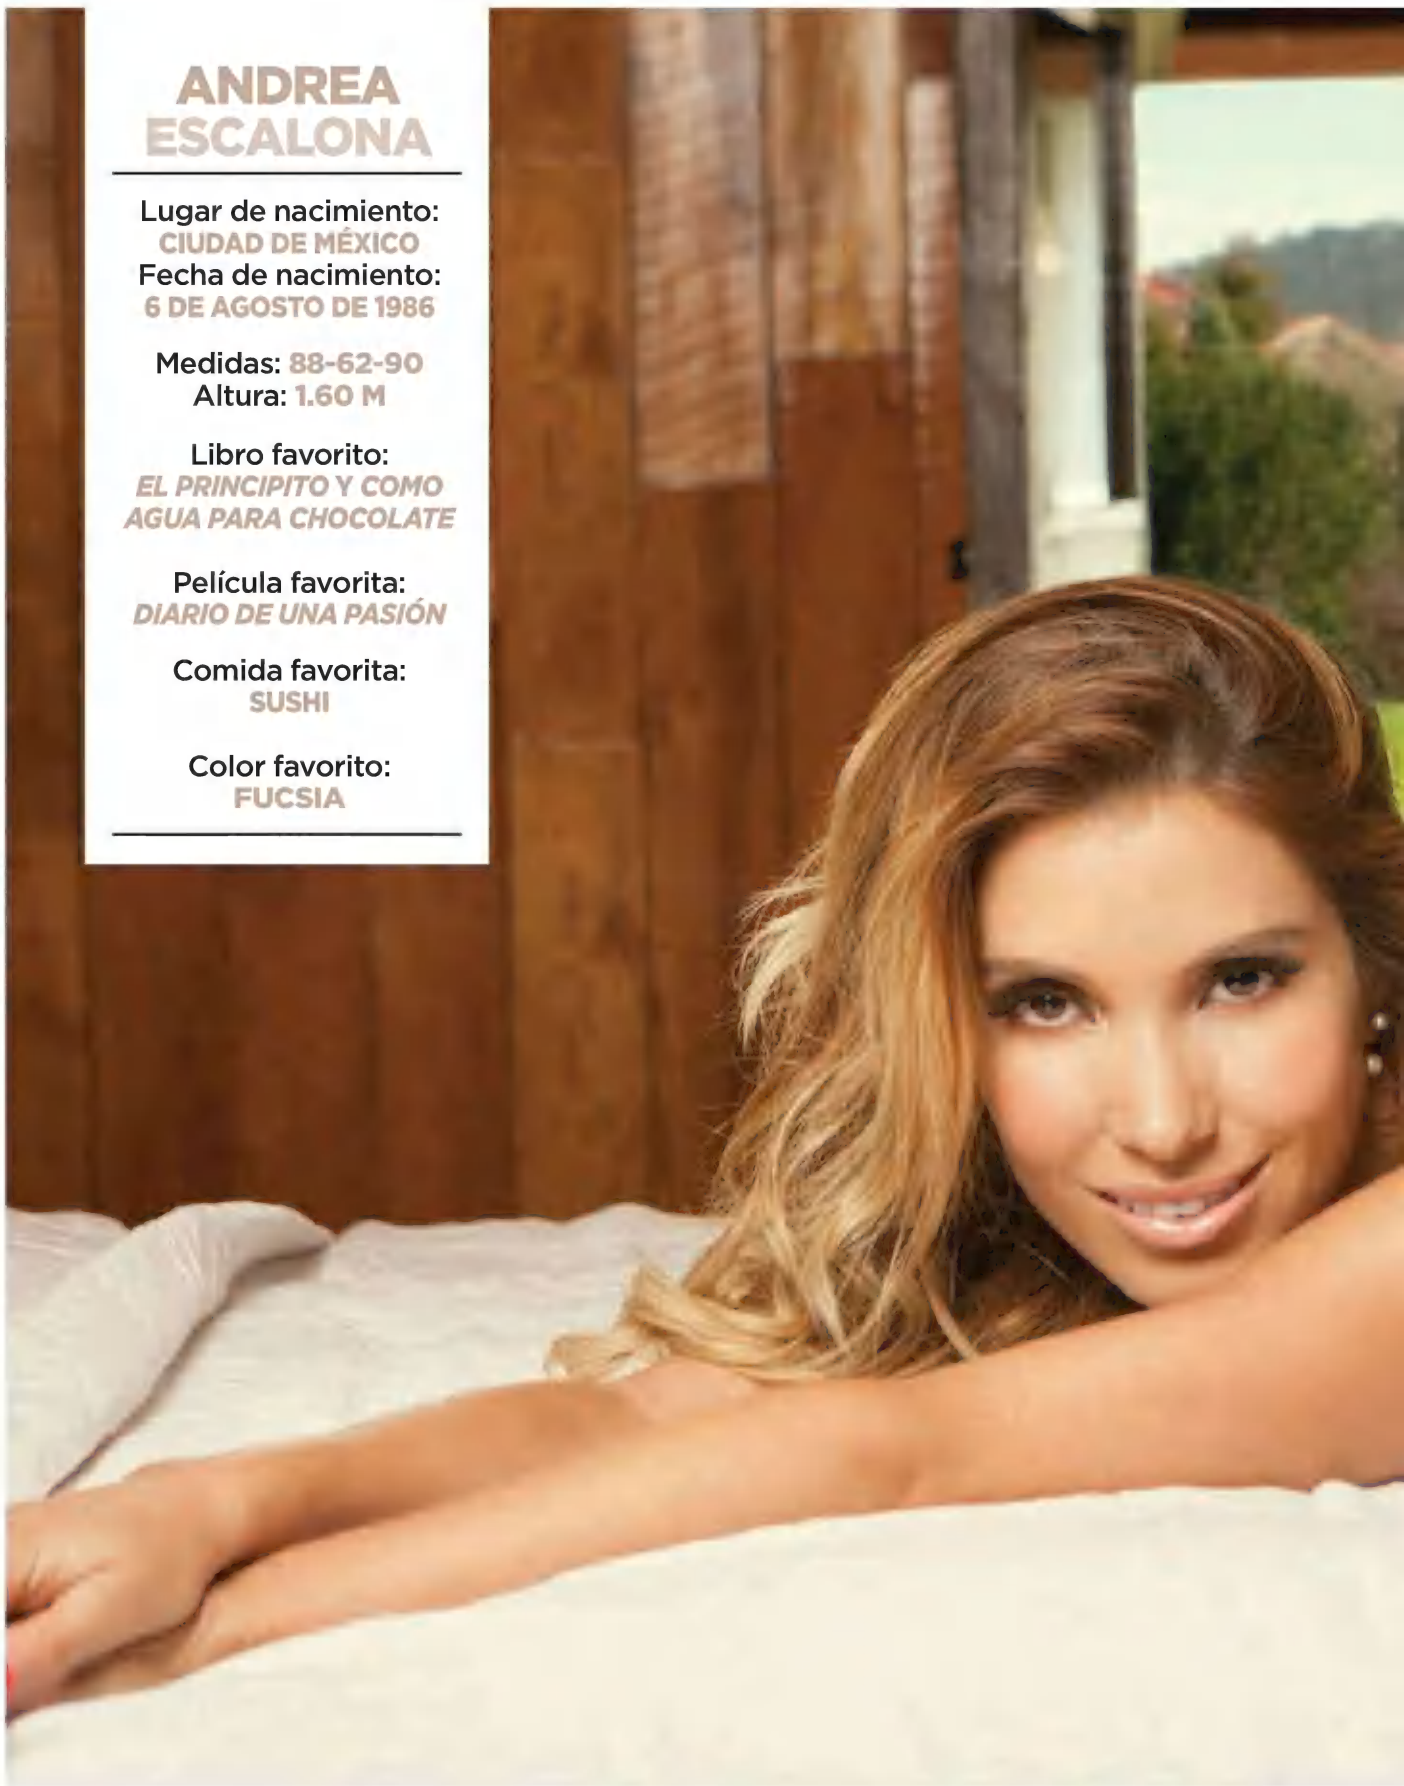 ANDREA
ESCALONA
Lugar de nacimiento:
CIUDAD DE MÉXICO
Fecha de nacimiento:
6 DE AGOSTO DE 1986
Medidas: 88-62-90
Altura: 1.60 M
Libro favorito:
EL PRINCIPITO Y COMO
AGUA PARA CHOCOLATE
Película favorita:
DIARIO DE UNA PASIÓN
Comida favorita:
SUSHI
Color favorito:
FUCSIA